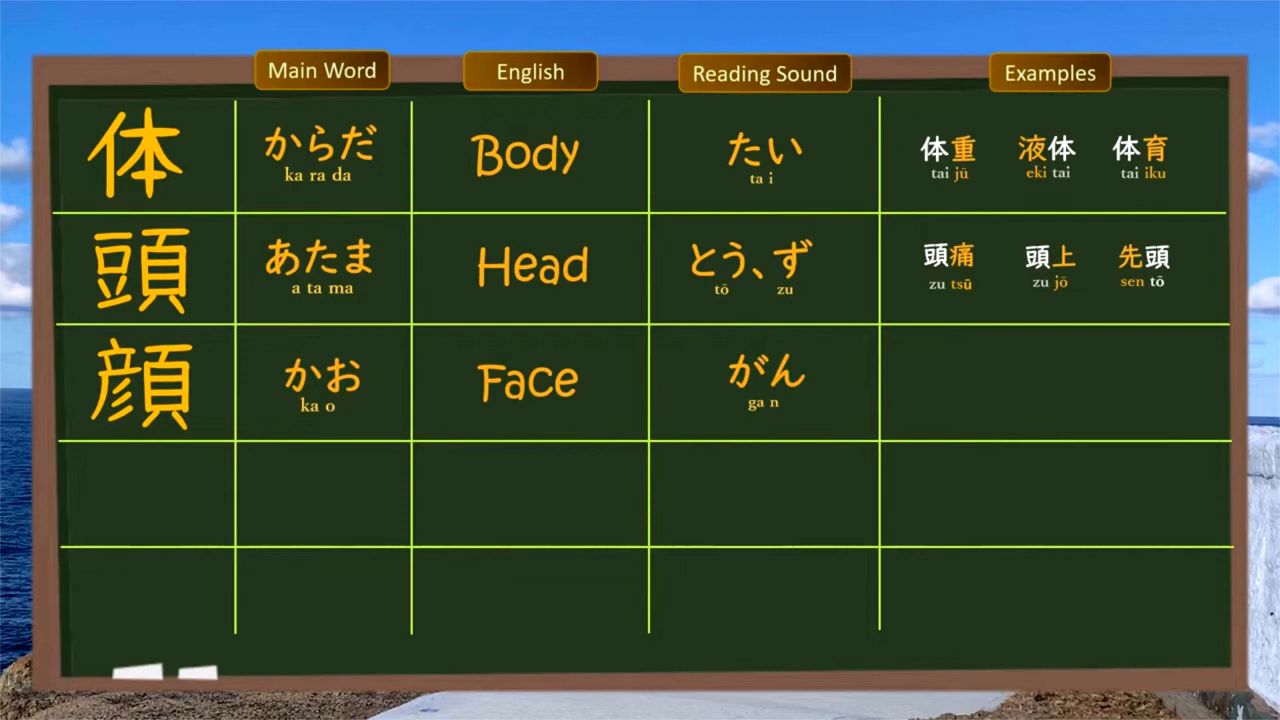 Main Word English Reading Sound Examples
体 からだ Body たい 体重 液体 体育
ka ra da ta i tai jū eki tai tai iku
頭 あたま Head とう、ず 頭痛 頭上 先頭
a ta ma tō zu zu tsū zu jō sen tō
顔 かお Face がん
ka o ga n